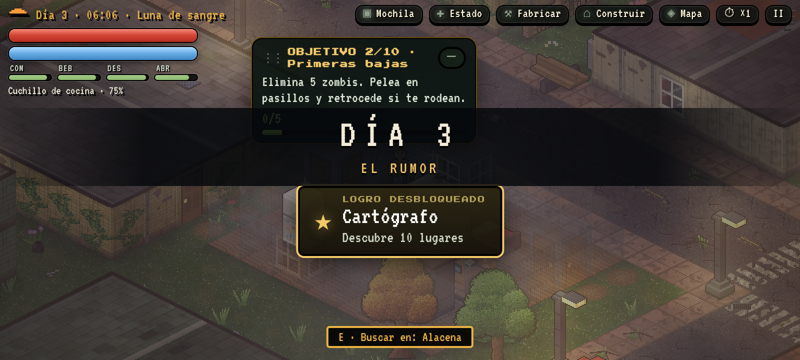 Día 3 · 06:06 · Luna de sangre
Mochila
Estado
Fabricar
Construir
Mapa
x1
II
COM BEB DES ABR
Cuchillo de cocina · 75%
OBJETIVO 2/10 ·
Primeras bajas
Elimina 5 zombis. Pelea en
pasillos y retrocede si te rodean.
0/5
DÍA 3
EL RUMOR
LOGRO DESBLOQUEADO
Cartógrafo
Descubre 10 lugares
E · Buscar en: Alacena